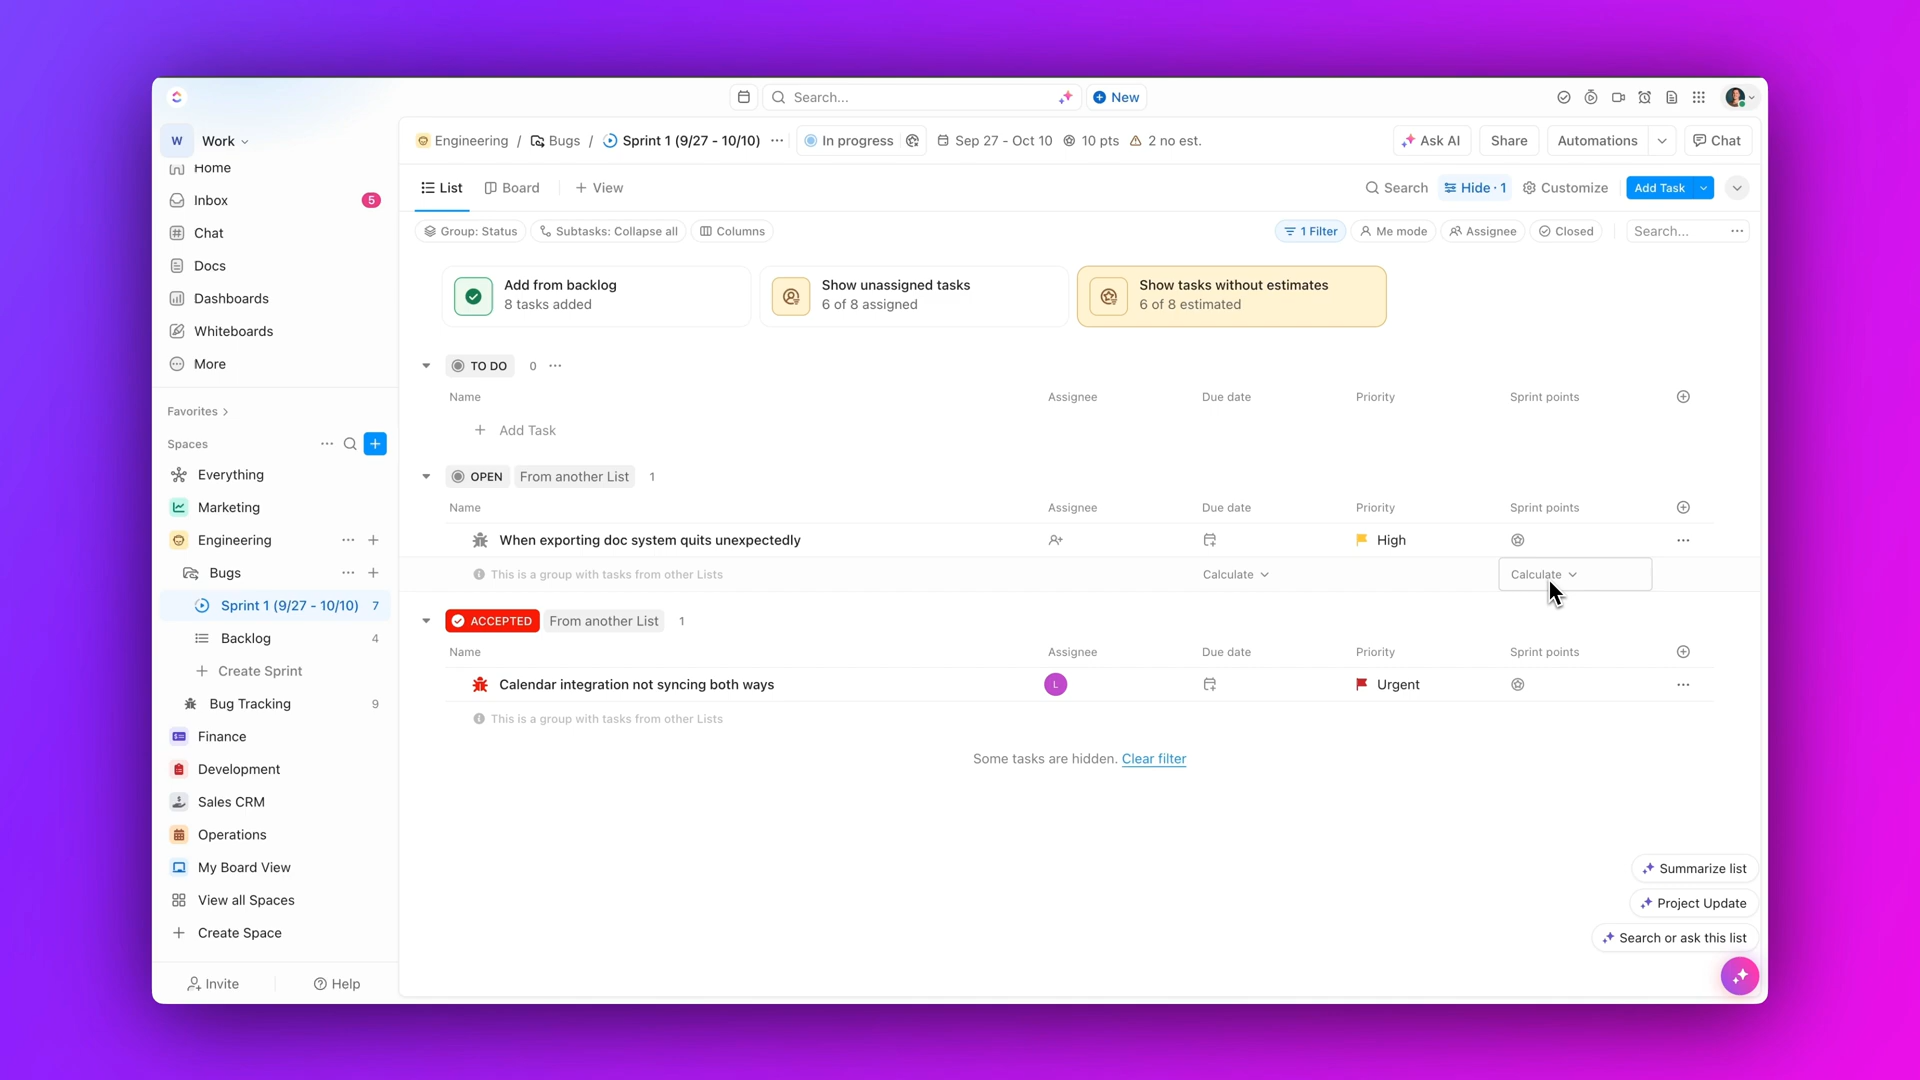 Search...
New
W Work
Home
Inbox 5
Chat
Docs
Dashboards
Whiteboards
More
Favorites
Spaces
Everything
Marketing
Engineering
Bugs
Sprint 1 (9/27 - 10/10) 7
Backlog 4
Create Sprint
Bug Tracking 9
Finance
Development
Sales CRM
Operations
My Board View
View all Spaces
Create Space
Invite Help
Engineering / Bugs / Sprint 1 (9/27 - 10/10) In progress Sep 27 - Oct 10 10 pts 2 no est. Ask AI Share Automations Chat
List Board + View Search Hide · 1 Customize Add Task
Group: Status Subtasks: Collapse all Columns 1 Filter Me mode Assignee Closed Search...
Add from backlog
8 tasks added
Show unassigned tasks
6 of 8 assigned
Show tasks without estimates
6 of 8 estimated
TO DO 0
Name Assignee Due date Priority Sprint points
+ Add Task
OPEN From another List 1
Name Assignee Due date Priority Sprint points
When exporting doc system quits unexpectedly High
This is a group with tasks from other Lists Calculate Calculate
ACCEPTED From another List 1
Name Assignee Due date Priority Sprint points
Calendar integration not syncing both ways L Urgent
This is a group with tasks from other Lists
Some tasks are hidden. Clear filter
Summarize list
Project Update
Search or ask this list